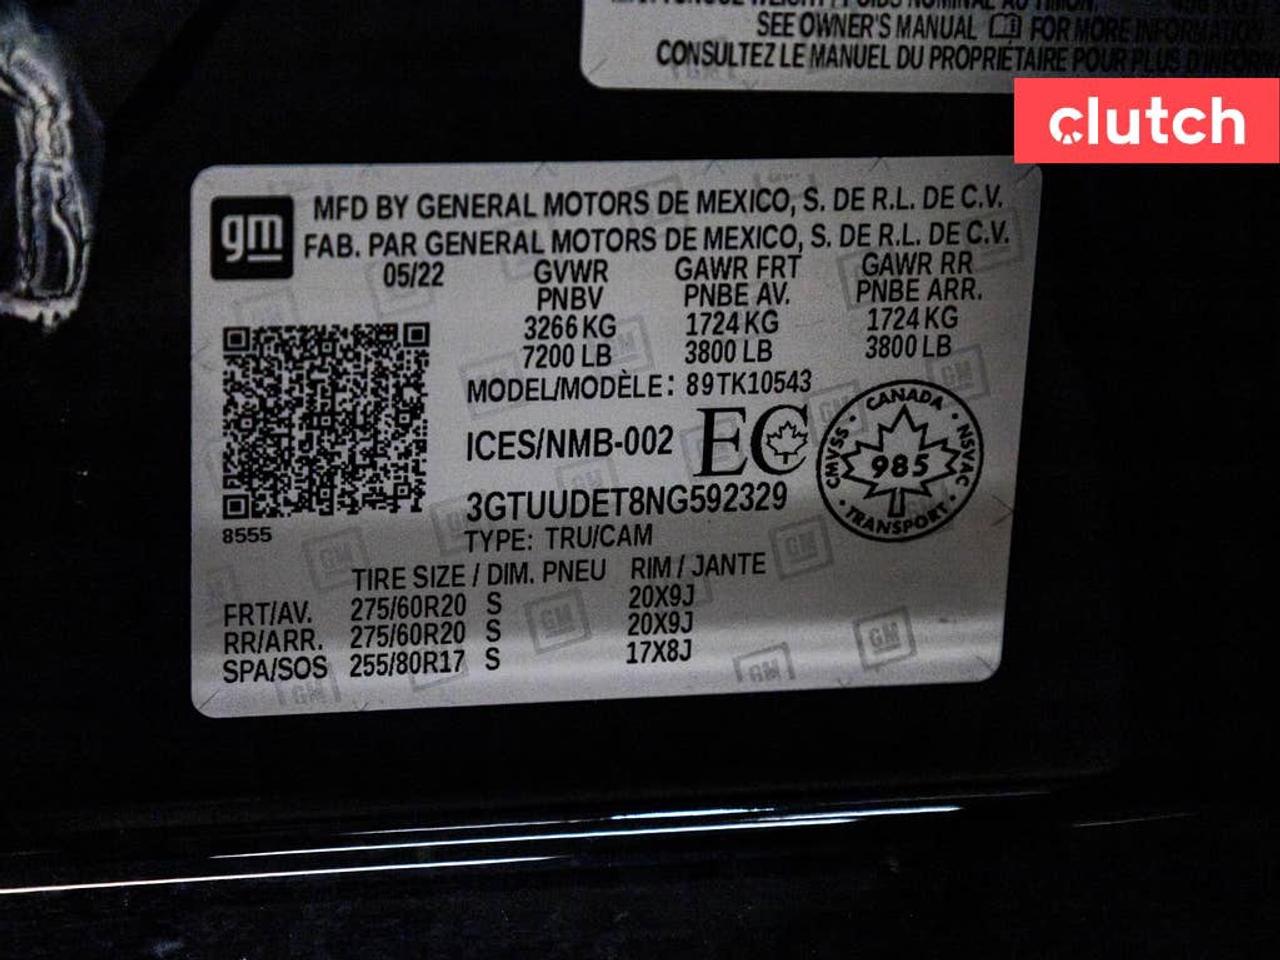 SEE OWNER'S MANUAL FOR MORE INFORMATION
CONSULTEZ LE MANUEL DU PROPRIÉTAIRE POUR PLUS D'INFORM
clutch
gm
MFD BY GENERAL MOTORS DE MEXICO, S. DE R.L. DE C.V.
FAB. PAR GENERAL MOTORS DE MEXICO, S. DE R.L. DE C.V.
05/22 GVWR GAWR FRT GAWR RR
PNBV PNBE AV. PNBE ARR.
3266 KG 1724 KG 1724 KG
7200 LB 3800 LB 3800 LB
MODEL/MODÈLE: 89TK10543
ICES/NMB-002 EC
CANADA
CMVSS 985 NSVAC
TRANSPORT
3GTUUDET8NG592329
8555
TYPE: TRU/CAM
TIRE SIZE / DIM. PNEU RIM / JANTE
FRT/AV. 275/60R20 S 20X9J
RR/ARR. 275/60R20 S 20X9J
SPA/SOS 255/80R17 S 17X8J